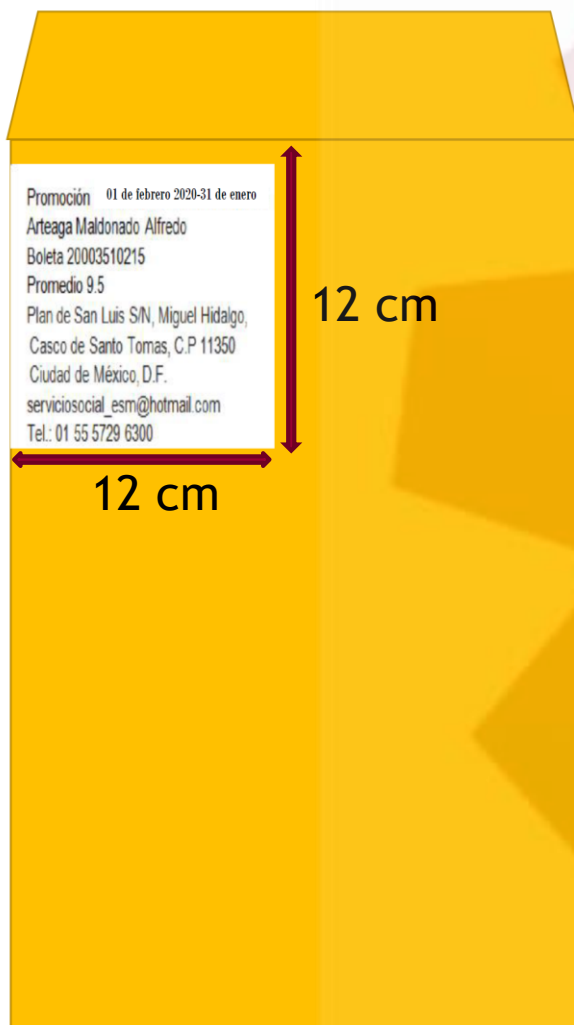 Promoción 01 de febrero 2020-31 de enero
Arteaga Maldonado Alfredo
Boleta 20003510215
Promedio 9.5
Plan de San Luis S/N, Miguel Hidalgo,
Casco de Santo Tomas, C.P 11350
Ciudad de México, D.F.
serviciosocial_esm@hotmail.com
Tel.: 01 55 5729 6300
12 cm
12 cm